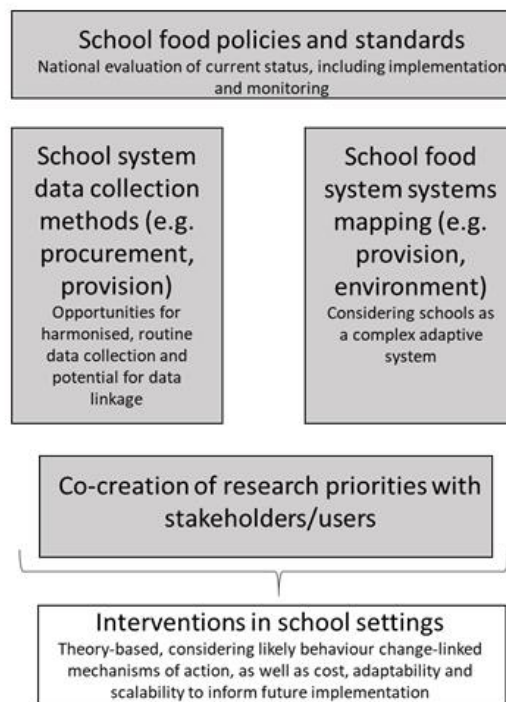 School food policies and standards
National evaluation of current status, including implementation
and monitoring
School system
data collection
methods (e.g.
procurement,
provision)
Opportunities for
harmonised, routine
data collection and
potential for data
linkage
School food
system systems
mapping (e.g.
provision,
environment)
Considering schools as
a complex adaptive
system
Co-creation of research priorities with
stakeholders/users
Interventions in school settings
Theory-based, considering likely behaviour change-linked
mechanisms of action, as well as cost, adaptability and
scalability to inform future implementation